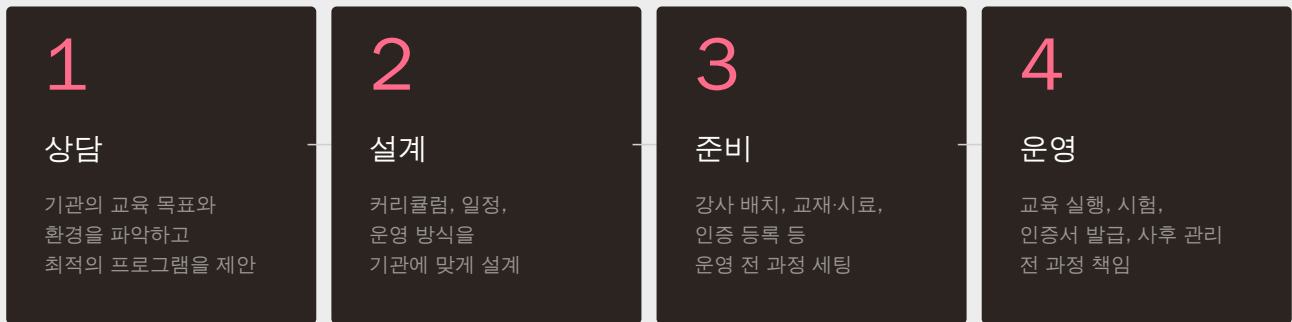 1
상담
기관의 교육 목표와
환경을 파악하고
최적의 프로그램을 제안
2
설계
커리큘럼, 일정,
운영 방식을
기관에 맞게 설계
3
준비
강사 배치, 교재·시료,
인증 등록 등
운영 전 과정 세팅
4
운영
교육 실행, 시험,
인증서 발급, 사후 관리
전 과정 책임